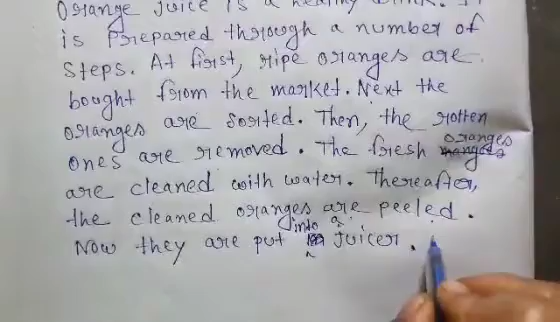 Orange Juice is a healthy drink. It
is Prepared through a number of
Steps. At first, ripe oranges are
bought from the market. Next the
oranges are sorted. Then, the rotten
ones are removed. The fresh oranges
are cleaned with water. Thereafter,
the cleaned oranges are peeled.
Now they are put into a Juicer.